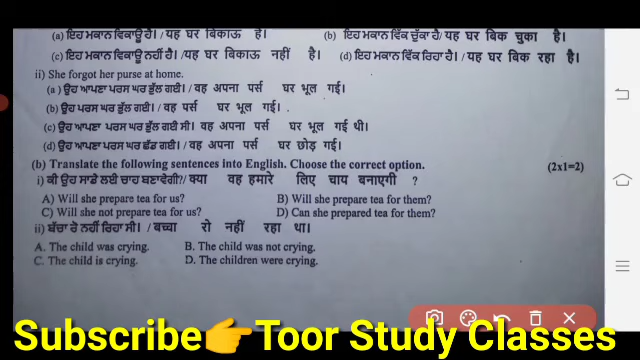 (a) ਇਹ ਮਕਾਨ ਵਿਕਾਊ ਹੈ। / यह घर बिकाऊ है। (b) ਇਹ ਮਕਾਨ ਵਿੱਕ ਚੁੱਕਾ ਹੈ/ यह घर बिक चुका है।
(c) ਇਹ ਮਕਾਨ ਵਿਕਾਊ ਨਹੀਂ ਹੈ। / यह घर बिकाऊ नहीं है। (d) ਇਹ ਮਕਾਨ ਵਿੱਕ ਰਿਹਾ ਹੈ। / यह घर बिक रहा है।
ii) She forgot her purse at home.
(a) ਉਹ ਆਪਣਾ ਪਰਸ ਘਰ ਭੁੱਲ ਗਈ। / वह अपना पर्स घर भूल गई।
(b) ਉਹ ਪਰਸ ਘਰ ਭੁੱਲ ਗਈ। / वह पर्स घर भूल गई।
(c) ਉਹ ਆਪਣਾ ਪਰਸ ਘਰ ਭੁੱਲ ਗਈ ਸੀ। वह अपना पर्स घर भूल गई थी।
(d) ਉਹ ਆਪਣਾ ਪਰਸ ਘਰ ਛੱਡ ਗਈ। / वह अपना पर्स घर छोड़ गई।
(b) Translate the following sentences into English. Choose the correct option. (2x1=2)
i) ਕੀ ਉਹ ਸਾਡੇ ਲਈ ਚਾਹ ਬਣਾਵੇਗੀ?/ क्या वह हमारे लिए चाय बनाएगी ?
A) Will she prepare tea for us? B) Will she prepare tea for them?
C) Will she not prepare tea for us? D) Can she prepared tea for them?
ii) ਬੱਚਾ ਰੋ ਨਹੀਂ ਰਿਹਾ ਸੀ। / बच्चा रो नहीं रहा था।
A. The child was crying. B. The child was not crying.
C. The child is crying. D. The children were crying.
Subscribe👉Toor Study Classes